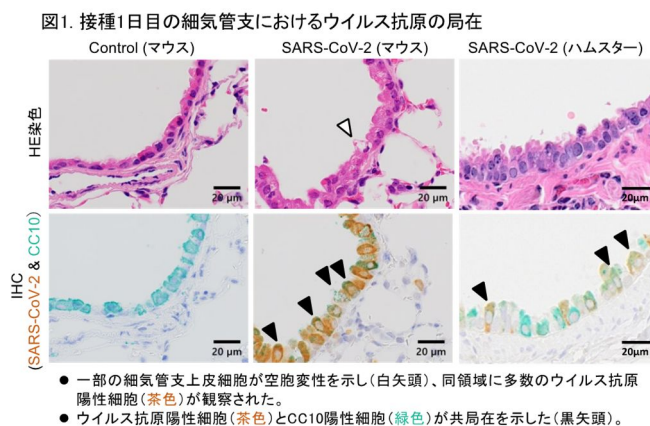 図1. 接種1日目の細気管支におけるウイルス抗原の局在
Control (マウス)
SARS-CoV-2 (マウス)
SARS-CoV-2 (ハムスター)
HE染色
20 μm
20 μm
20μm
IHC
(SARS-CoV-2 & CC10)
20 μm
20 μm
20μm
● 一部の細気管支上皮細胞が空胞変性を示し(白矢頭)、同領域に多数のウイルス抗原
陽性細胞(茶色)が観察された。
● ウイルス抗原陽性細胞(茶色)とCC10陽性細胞(緑色)が共局在を示した(黒矢頭)。